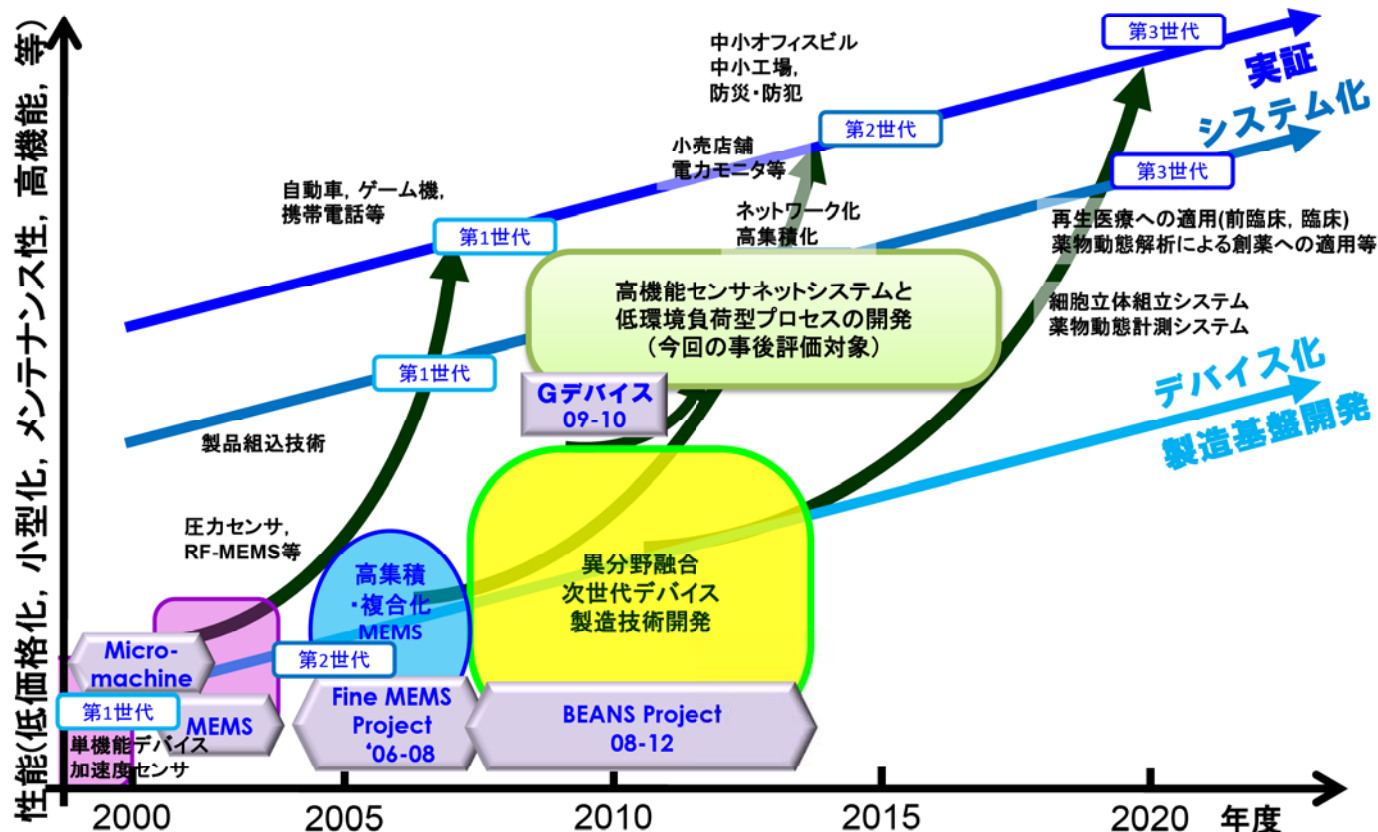 性能(低価格化, 小型化, メンテナンス性, 高機能, 等)
第3世代
実証
システム化
中小オフィスビル
中小工場,
防災・防犯
第2世代
小売店舗
電力モニタ等
第3世代
自動車, ゲーム機,
携帯電話等
第1世代
ネットワーク化
高集積化
再生医療への適用(前臨床, 臨床)
薬物動態解析による創薬への適用等
高機能センサネットシステムと
低環境負荷型プロセスの開発
（今回の事後評価対象）
細胞立体組立システム
薬物動態計測システム
第1世代
Gデバイス
09-10
デバイス化
製造基盤開発
製品組込技術
圧力センサ,
RF-MEMS等
高集積
・複合化
MEMS
異分野融合
次世代デバイス
製造技術開発
Micro-
machine
第2世代
第1世代
MEMS
Fine MEMS
Project
‘06-08
BEANS Project
08-12
単機能デバイス
加速度センサ
2000
2005
2010
2015
2020
年度